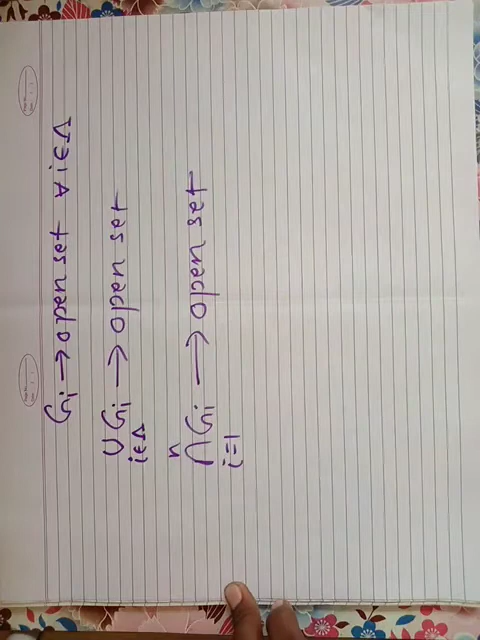 Gi → open set ∀ i ∈ Δ
∪ Gi → open set
i ∈ Δ
n
∩ Gi → open set
i=1